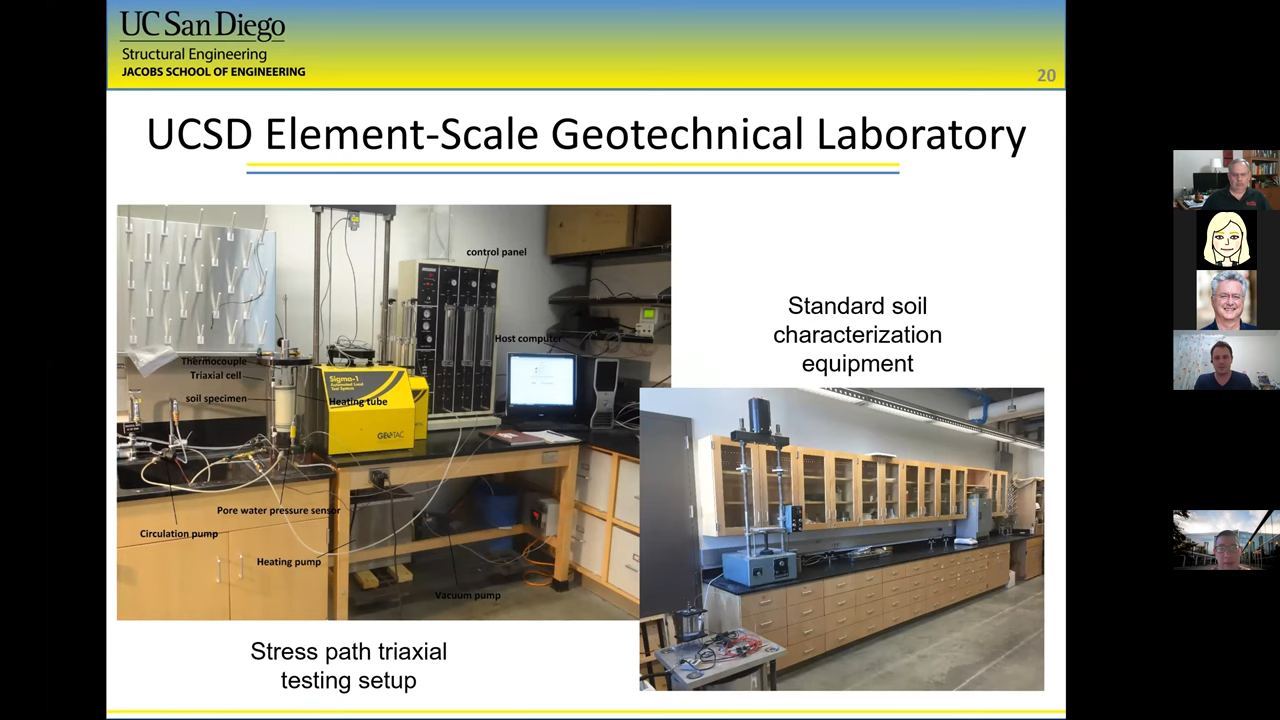 UC San Diego
Structural Engineering
JACOBS SCHOOL OF ENGINEERING
20
UCSD Element-Scale Geotechnical Laboratory
control panel
Host computer
Thermocouple
Triaxial cell
soil specimen
Heating tube
Sigma-1
GEOTAC
Pore water pressure sensor
Circulation pump
Heating pump
Vacuum pump
Stress path triaxial
testing setup
Standard soil
characterization
equipment